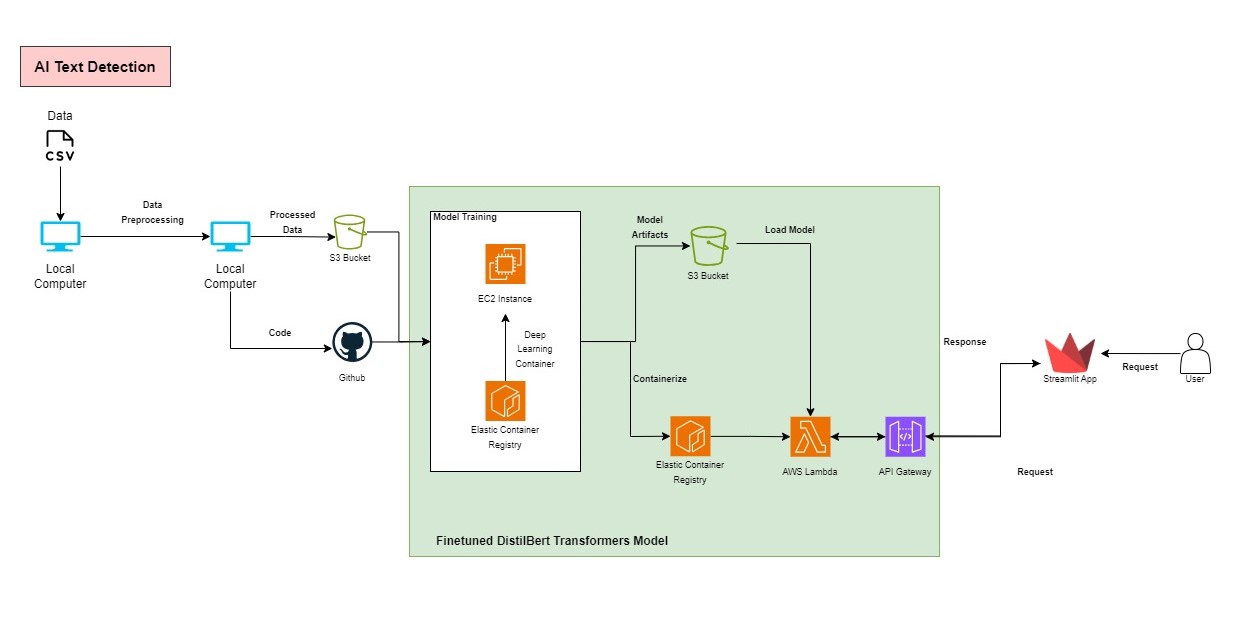 AI Text Detection
Data
CSV
Data
Preprocessing
Local
Computer
Local
Computer
Processed
Data
S3 Bucket
Code
Github
Model Training
EC2 Instance
Deep
Learning
Container
Elastic Container
Registry
Model
Artifacts
S3 Bucket
Load Model
Containerize
Elastic Container
Registry
AWS Lambda
API Gateway
Finetuned DistilBert Transformers Model
Response
Request
Streamlit App
Request
User